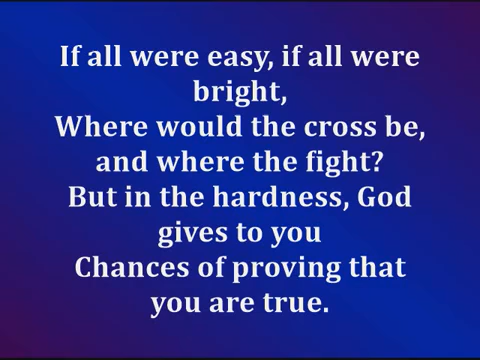 If all were easy, if all were
bright,
Where would the cross be,
and where the fight?
But in the hardness, God
gives to you
Chances of proving that
you are true.